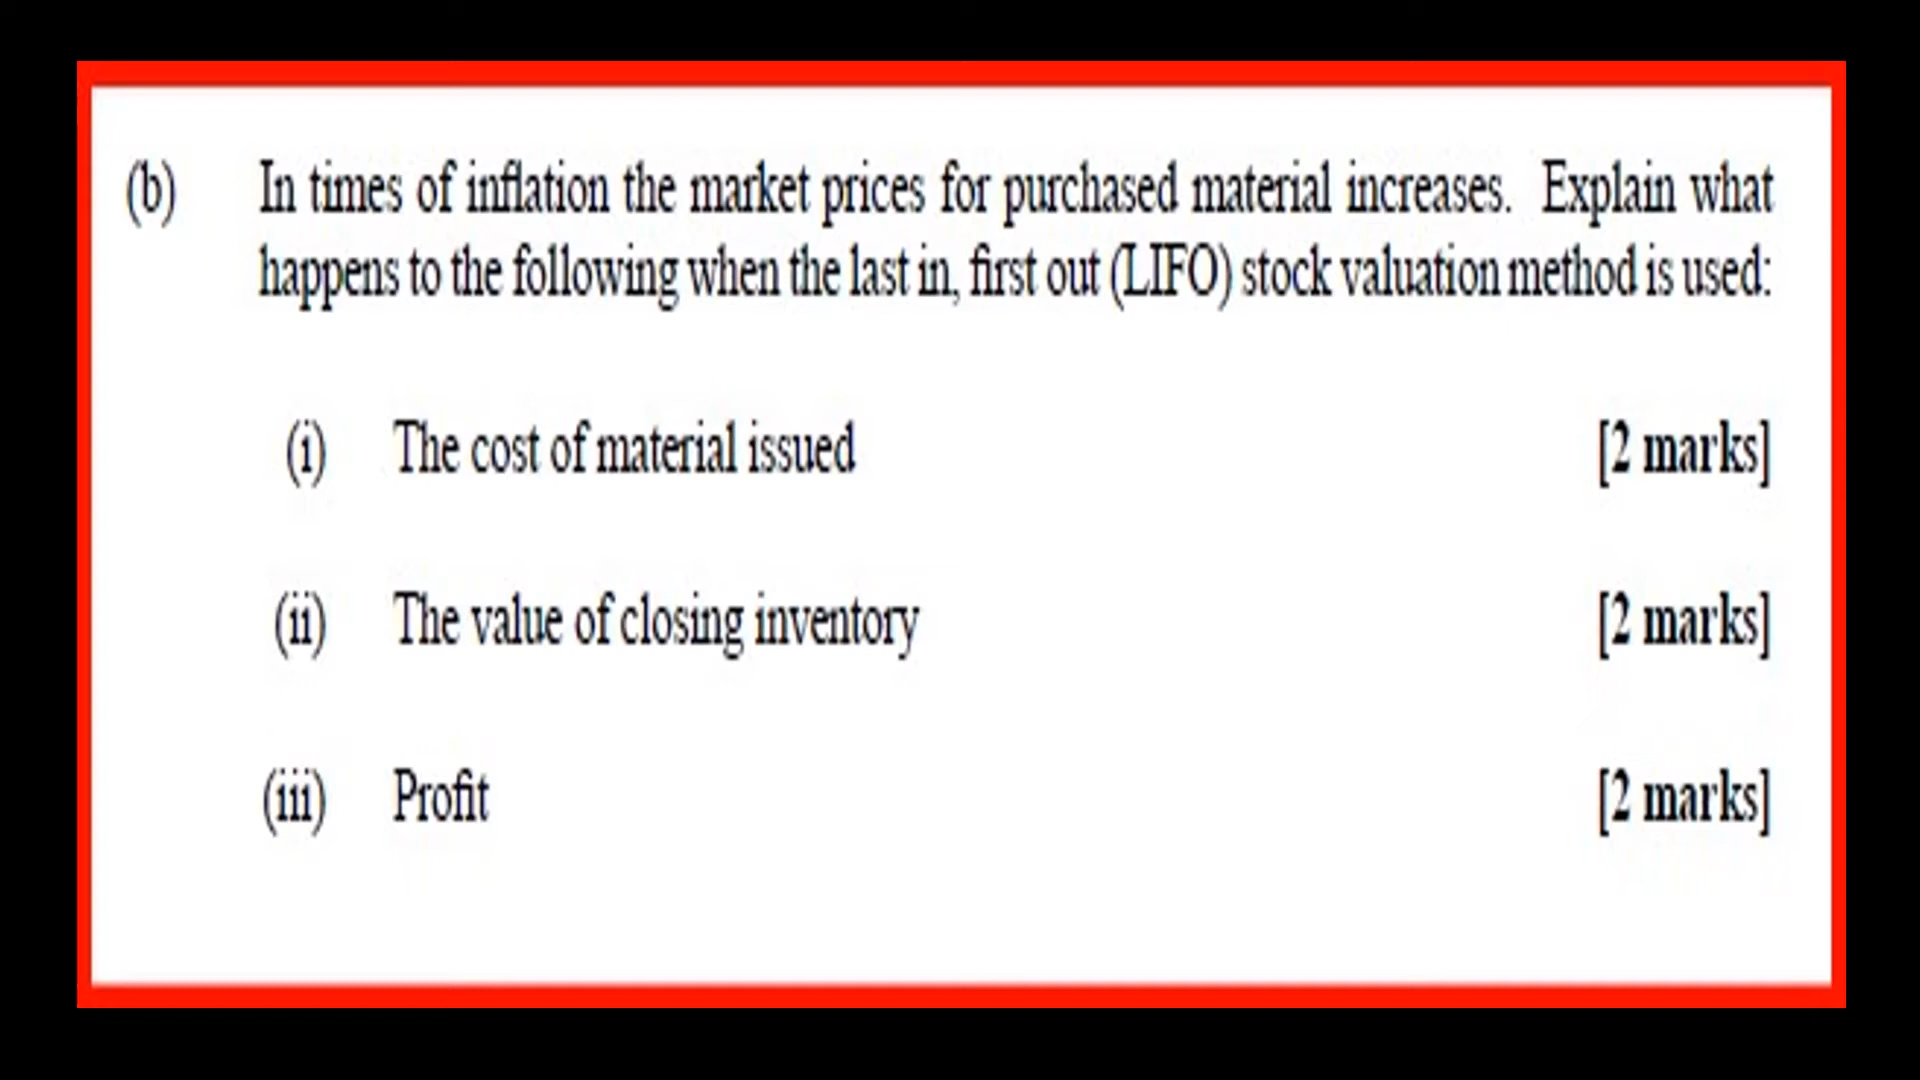 (b) In times of inflation the market prices for purchased material increases. Explain what
happens to the following when the last in, first out (LIFO) stock valuation method is used:
(i) The cost of material issued [2 marks]
(ii) The value of closing inventory [2 marks]
(iii) Profit [2 marks]